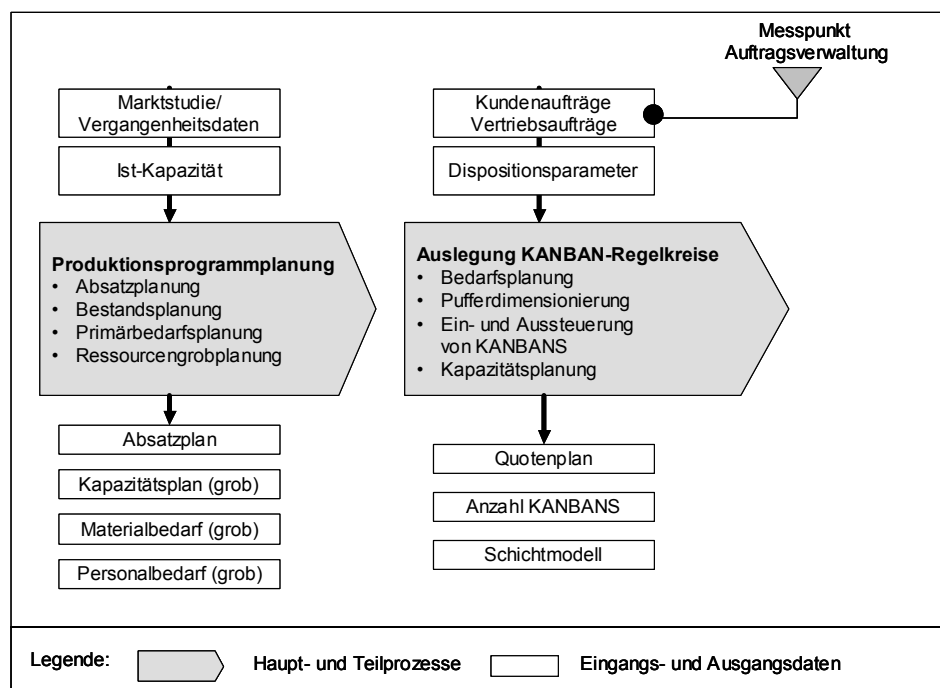 Messpunkt
Auftragsverwaltung
Marktstudie/
Vergangenheitsdaten
Ist-Kapazität
Produktionsprogrammplanung
• Absatzplanung
• Bestandsplanung
• Primärbedarfsplanung
• Ressourcengrobplanung
Absatzplan
Kapazitätsplan (grob)
Materialbedarf (grob)
Personalbedarf (grob)
Kundenaufträge
Vertriebsaufträge
Dispositionsparameter
Auslegung KANBAN-Regelkreise
• Bedarfsplanung
• Pufferdimensionierung
• Ein- und Aussteuerung
von KANBANS
• Kapazitätsplanung
Quotenplan
Anzahl KANBANS
Schichtmodell
Legende:
Haupt- und Teilprozesse
Eingangs- und Ausgangsdaten